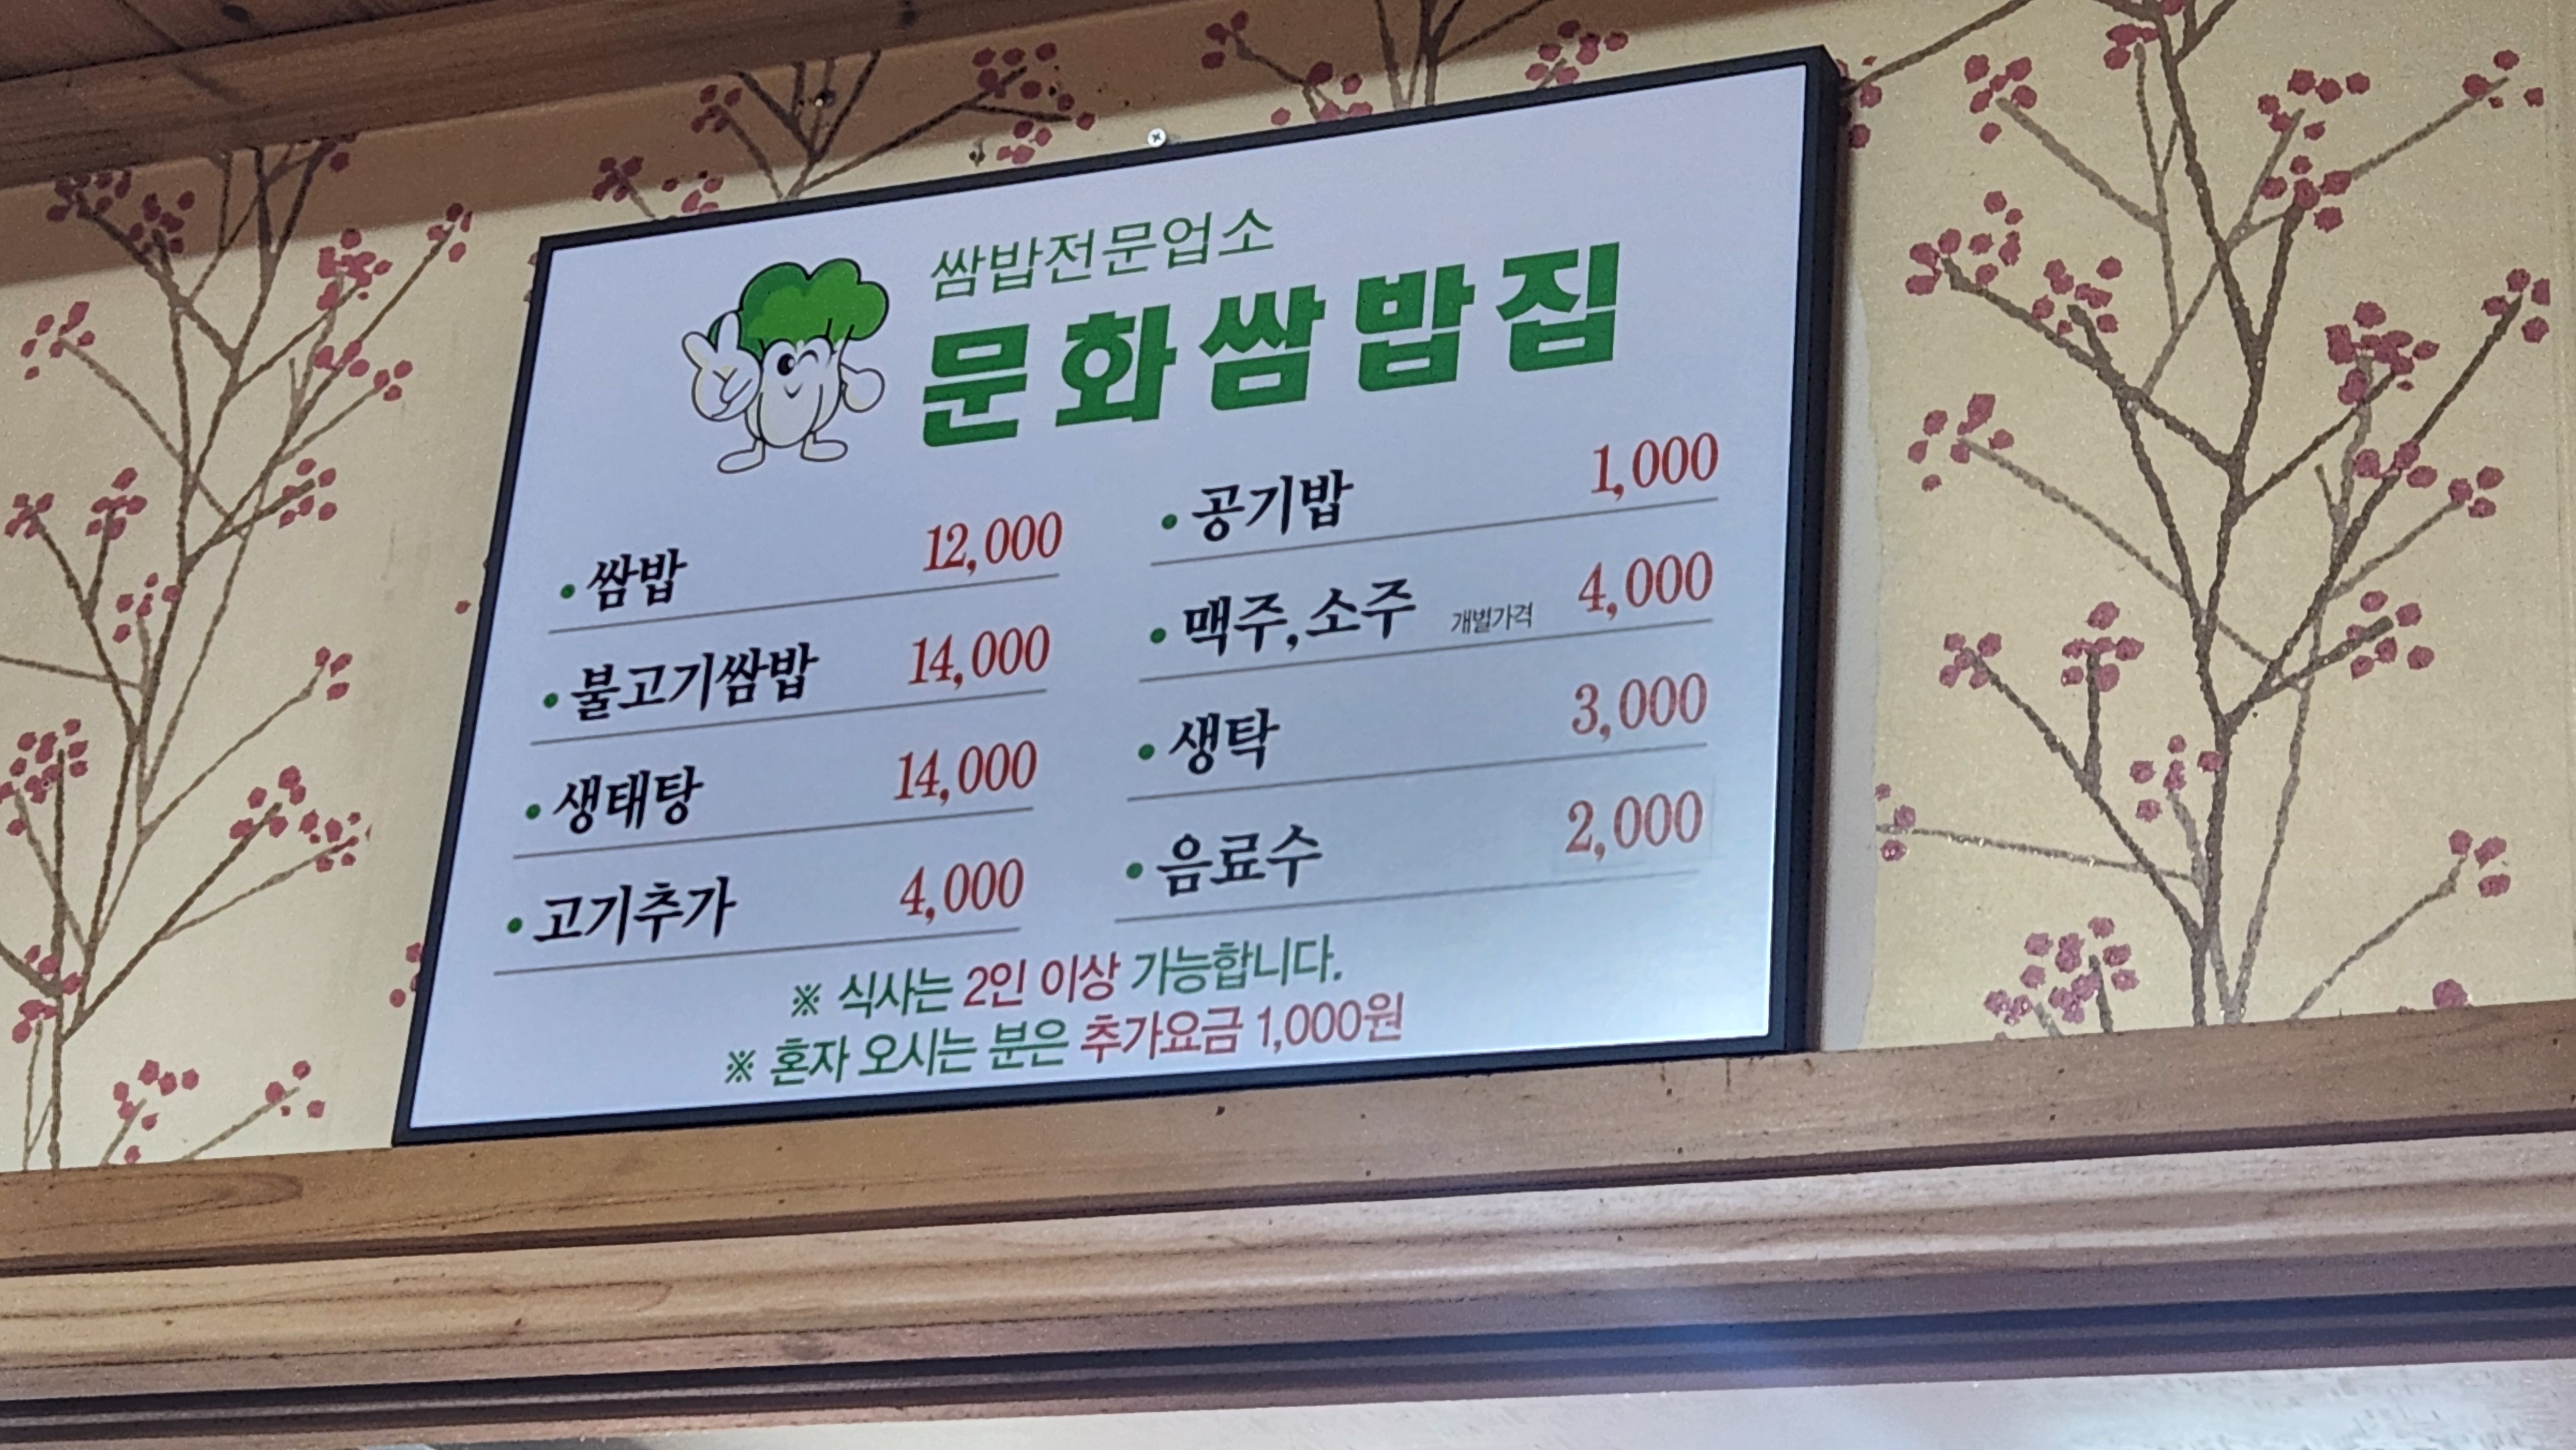 쌈밥전문업소
문화쌈밥집
• 쌈밥 12,000
• 불고기쌈밥 14,000
• 생태탕 14,000
• 고기추가 4,000
• 공기밥 1,000
• 맥주,소주 개별가격 4,000
• 생탁 3,000
• 음료수 2,000
※ 식사는 2인 이상 가능합니다.
※ 혼자 오시는 분은 추가요금 1,000원